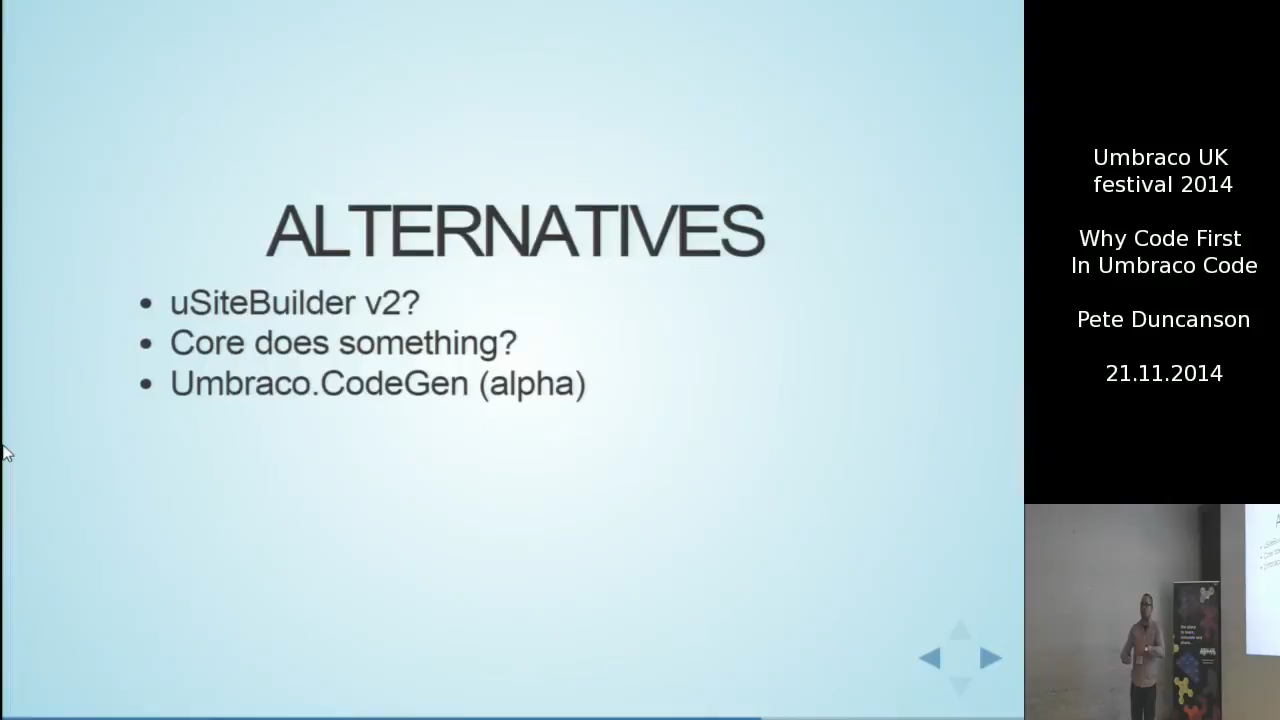 ALTERNATIVES
• uSiteBuilder v2?
• Core does something?
• Umbraco.CodeGen (alpha)
Umbraco UK
festival 2014
Why Code First
In Umbraco Code
Pete Duncanson
21.11.2014